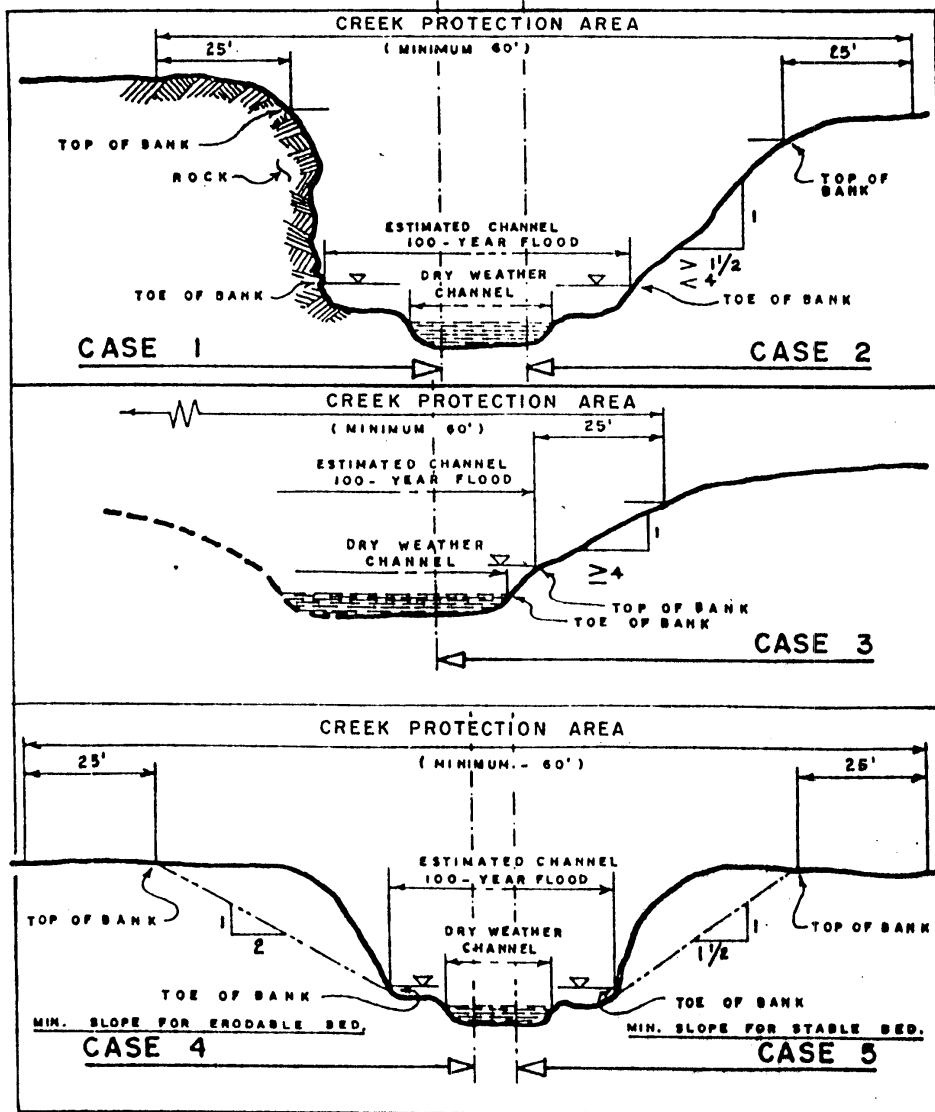 CREEK PROTECTION AREA
( MINIMUM 60' )
25'
25'
TOP OF BANK
ROCK
TOP OF
BANK
1
ESTIMATED CHANNEL
100 - YEAR FLOOD
> 1 1/2
< 4
DRY WEATHER
CHANNEL
TOE OF BANK
TOE OF BANK
CASE 1
CASE 2
CREEK PROTECTION AREA
( MINIMUM 60' )
25'
ESTIMATED CHANNEL
100 - YEAR FLOOD
1
DRY WEATHER
CHANNEL
≥4
TOP OF BANK
TOE OF BANK
CASE 3
CREEK PROTECTION AREA
( MINIMUM. - 60' )
25'
25'
ESTIMATED CHANNEL
100 - YEAR FLOOD
TOP OF BANK
1
2
DRY WEATHER
CHANNEL
1
1 1/2
TOP OF BANK
TOE OF BANK
TOE OF BANK
MIN. SLOPE FOR ERODABLE BED.
MIN. SLOPE FOR STABLE BED.
CASE 4
CASE 5